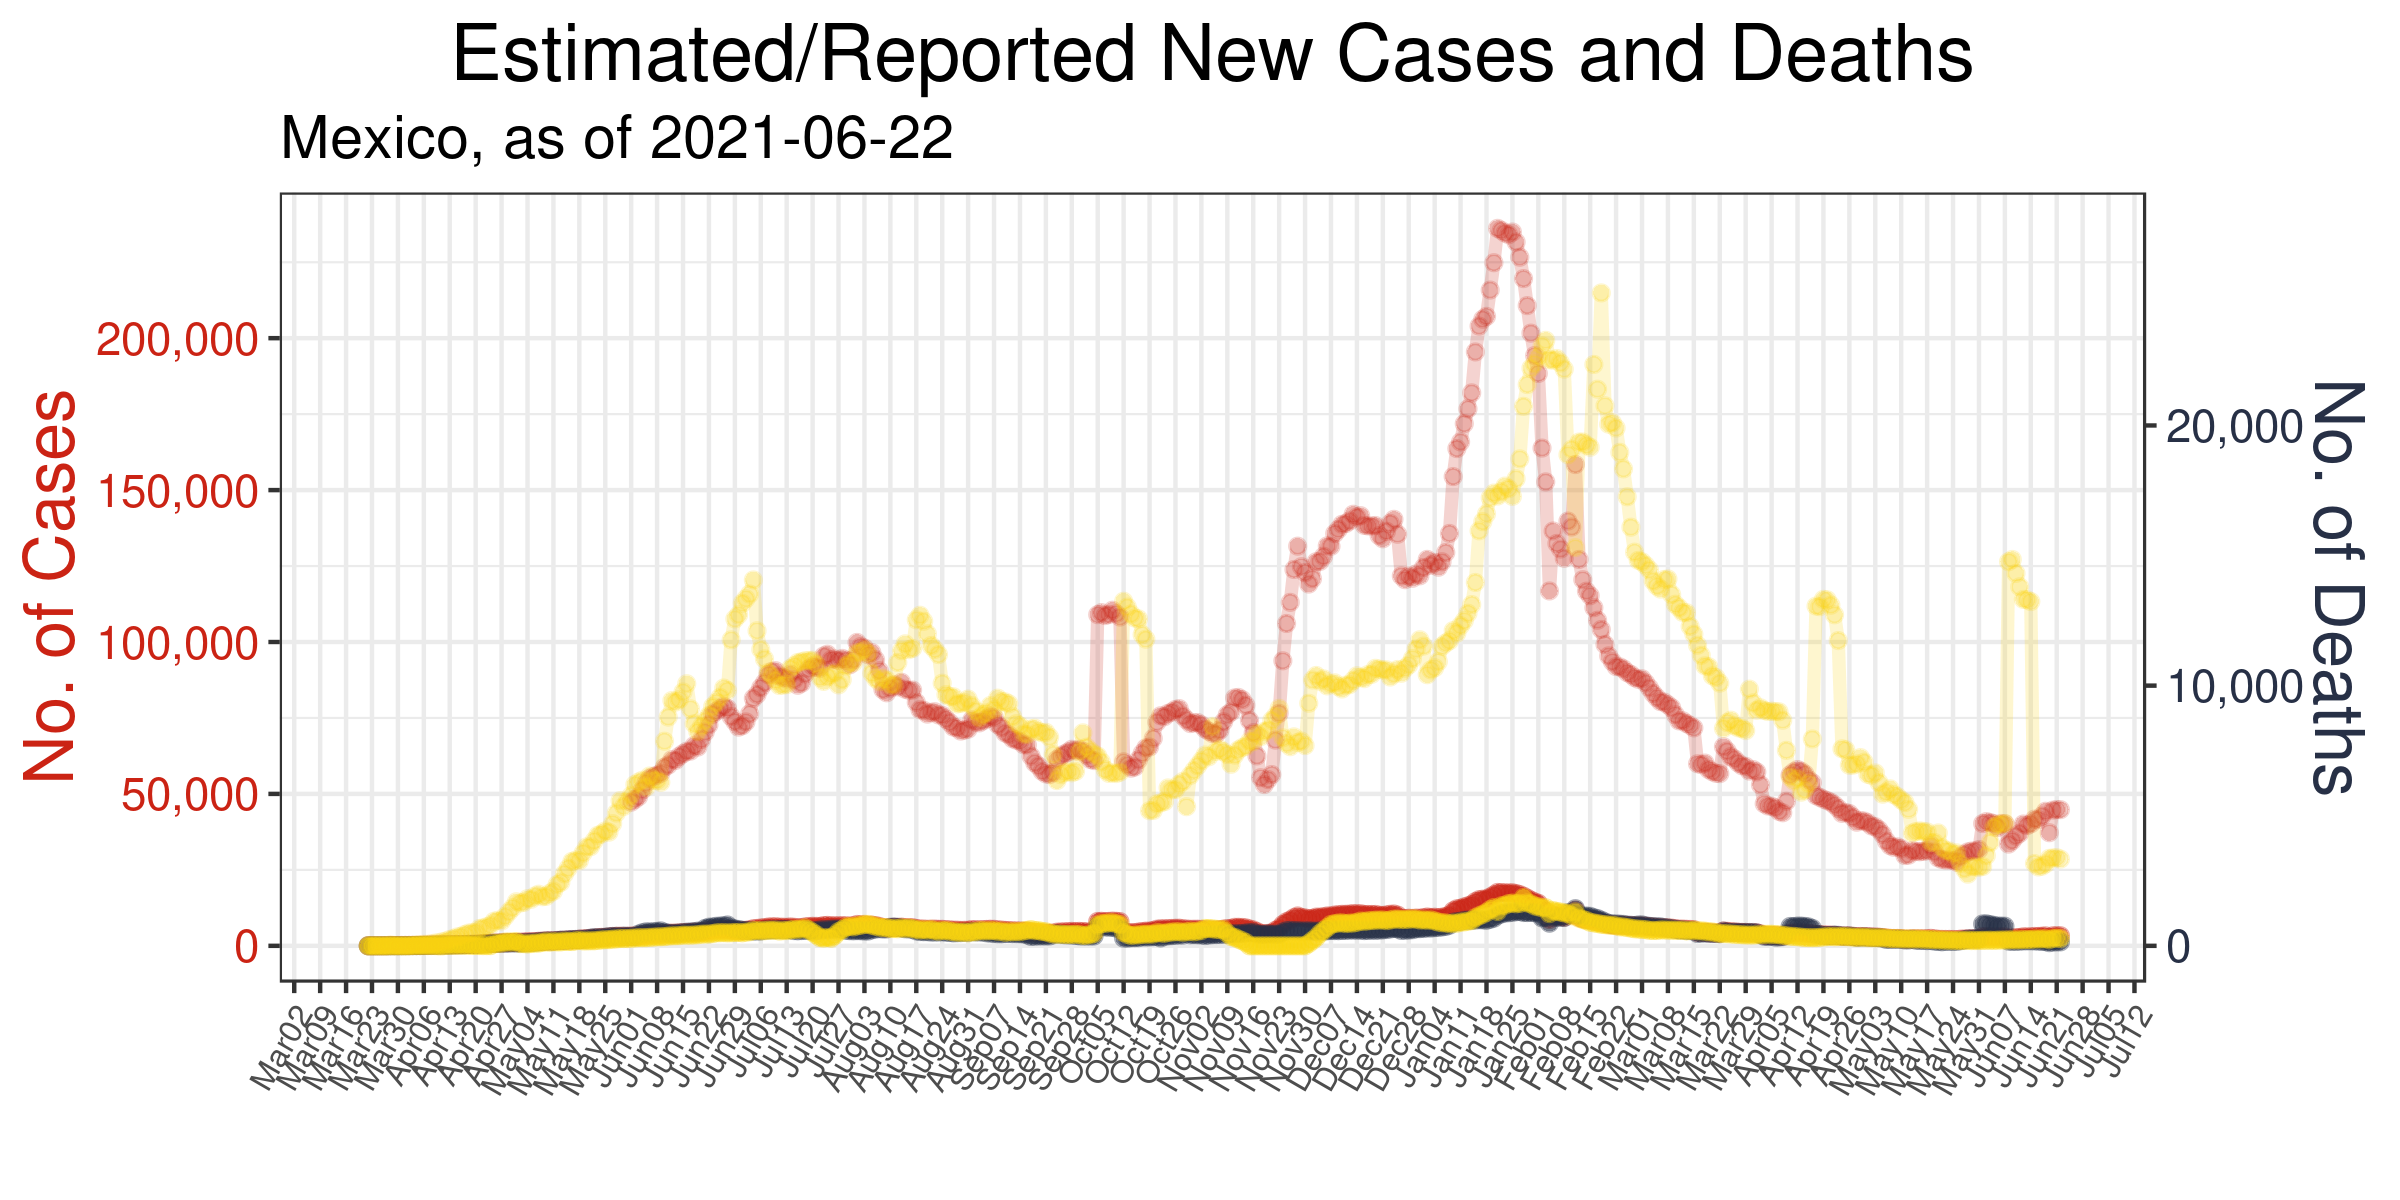 Estimated/Reported New Cases and Deaths
Mexico, as of 2021-06-22
No. of Cases
200,000
150,000
100,000
50,000
0
20,000
10,000
0
No. of Deaths
Mar02
Mar09
Mar16
Mar23
Mar30
Apr06
Apr13
Apr20
Apr27
May04
May11
May18
May25
Jun01
Jun08
Jun15
Jun22
Jun29
Jul06
Jul13
Jul20
Jul27
Aug03
Aug10
Aug17
Aug24
Aug31
Sep07
Sep14
Sep21
Sep28
Oct05
Oct12
Oct19
Oct26
Nov02
Nov09
Nov16
Nov23
Nov30
Dec07
Dec14
Dec21
Dec28
Jan04
Jan11
Jan18
Jan25
Feb01
Feb08
Feb15
Feb22
Mar01
Mar08
Mar15
Mar22
Mar29
Apr05
Apr12
Apr19
Apr26
May03
May10
May17
May24
May31
Jun07
Jun14
Jun21
Jun28
Jul05
Jul12